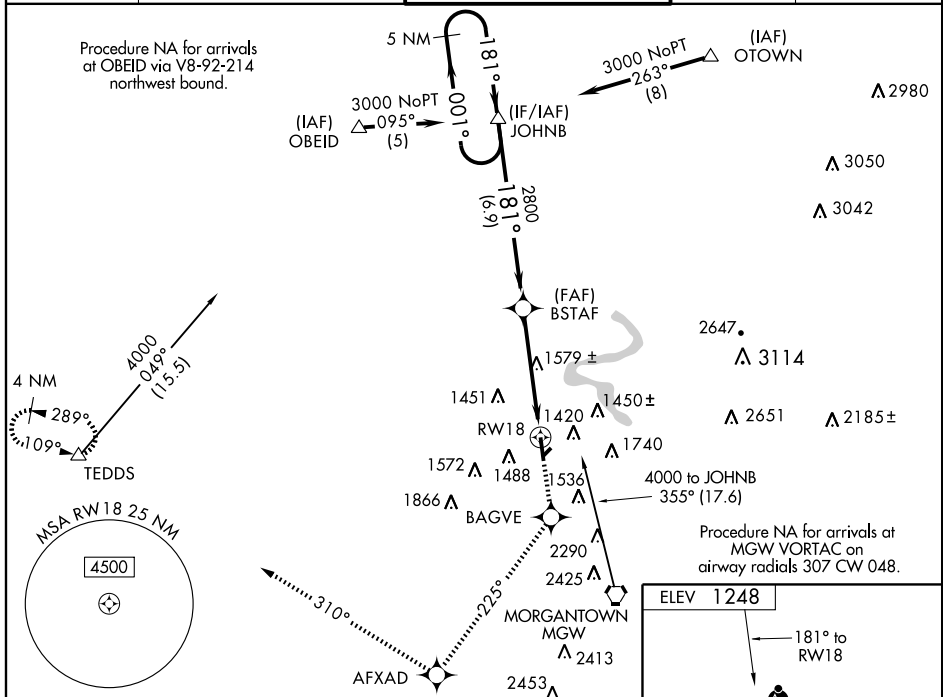 Procedure NA for arrivals
at OBEID via V8-92-214
northwest bound.
5 NM
181°
001°
3000 NoPT
263°
(8)
(IAF)
OTOWN
2980
(IAF)
OBEID
3000 NoPT
095°
(5)
(IF/IAF)
JOHNB
3050
3042
2800
181°
(6.9)
(FAF)
BSTAF
2647
3114
1579 ±
4000
049°
(15.5)
4 NM
289°
109°
TEDDS
1451
1450±
2651
2185±
RW18
1420
1740
1572
1488
1866
1536
4000 to JOHNB
355° (17.6)
BAGVE
Procedure NA for arrivals at
MGW VORTAC on
airway radials 307 CW 048.
MSA RW18 25 NM
4500
2290
2425
310°
225°
MORGANTOWN
MGW
ELEV 1248
181° to
RW18
2413
AFXAD
2453